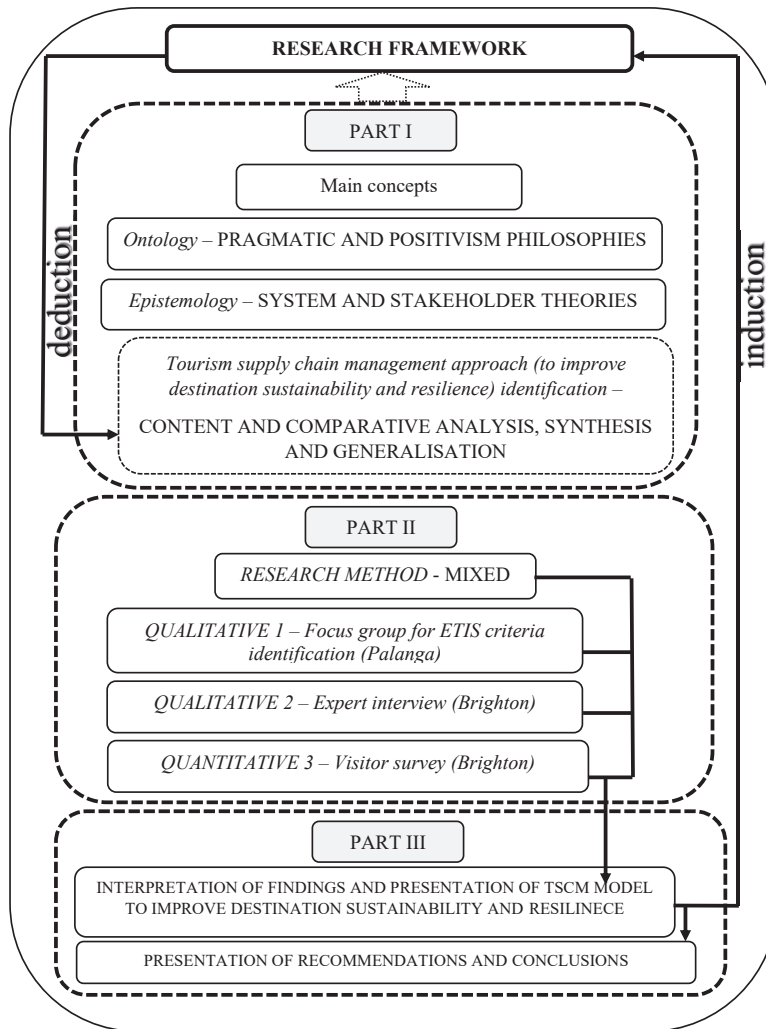 RESEARCH FRAMEWORK
PART I
Main concepts
Ontology – PRAGMATIC AND POSITIVISM PHILOSOPHIES
Epistemology – SYSTEM AND STAKEHOLDER THEORIES
Tourism supply chain management approach (to improve
destination sustainability and resilience) identification –
CONTENT AND COMPARATIVE ANALYSIS, SYNTHESIS
AND GENERALISATION
deduction
induction
PART II
RESEARCH METHOD - MIXED
QUALITATIVE 1 – Focus group for ETIS criteria
identification (Palanga)
QUALITATIVE 2 – Expert interview (Brighton)
QUANTITATIVE 3 – Visitor survey (Brighton)
PART III
INTERPRETATION OF FINDINGS AND PRESENTATION OF TSCM MODEL
TO IMPROVE DESTINATION SUSTAINABILITY AND RESILINECE
PRESENTATION OF RECOMMENDATIONS AND CONCLUSIONS